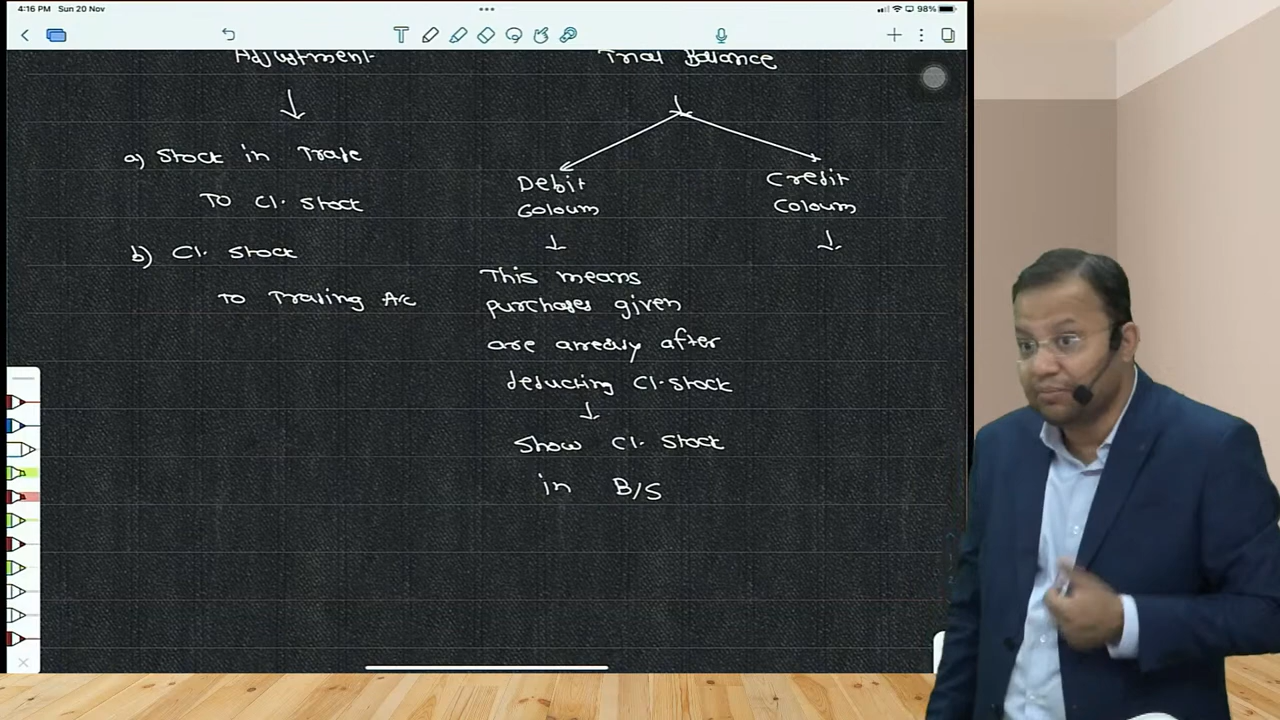 4:16 PM Sun 20 Nov
98%
T
Adjustment
a) Stock in Trade
To Cl. Stock
b) Cl. Stock
To Trading A/c
Trial Balance
Debit
Coloum
Credit
Coloum
This means
purchases given
are already after
deducting Cl. Stock
Show Cl. Stock
in B/S